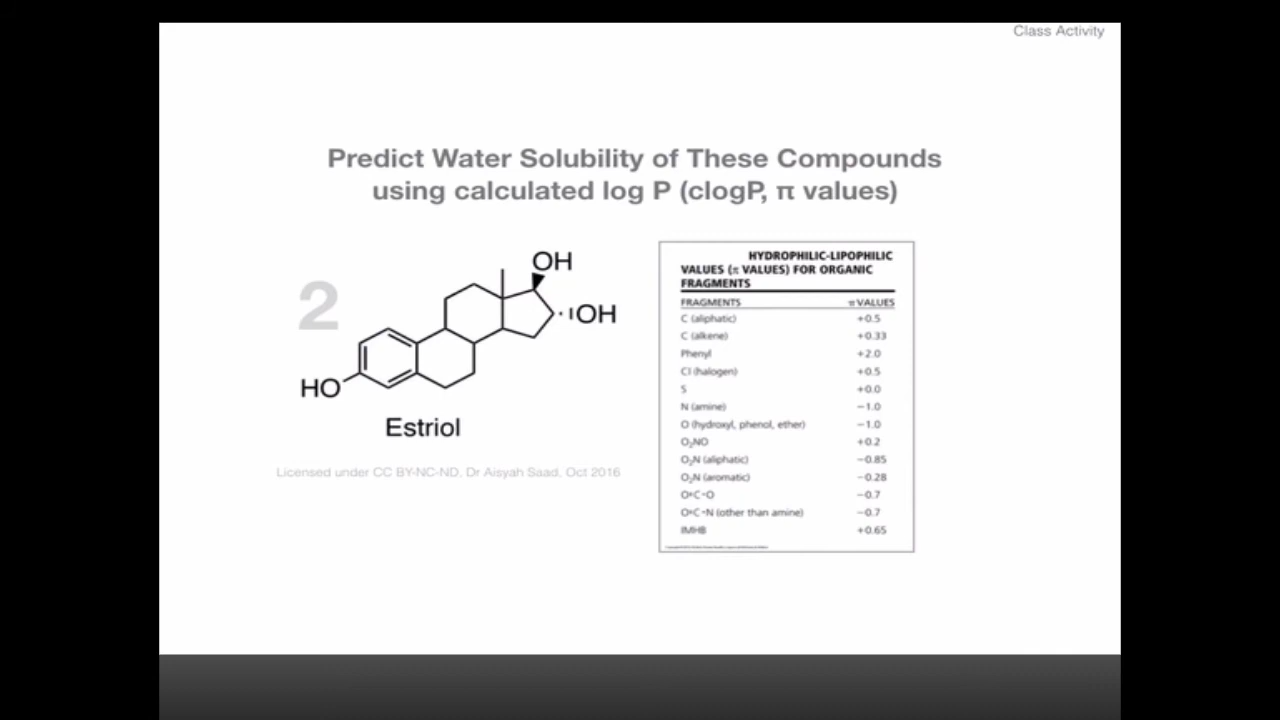 Class Activity
Predict Water Solubility of These Compounds
using calculated log P (clogP, π values)
2
OH
OH
HO
Estriol
Licensed under CC BY-NC-ND, Dr Aisyah Saad, Oct 2016
HYDROPHILIC-LIPOPHILIC
VALUES (π VALUES) FOR ORGANIC
FRAGMENTS
FRAGMENTS π VALUES
C (aliphatic) +0.5
C (alkene) +0.33
Phenyl +2.0
Cl (halogen) +0.5
S +0.0
N (amine) −1.0
O (hydroxyl, phenol, ether) −1.0
O₂NO +0.2
O₂N (aliphatic) −0.85
O₂N (aromatic) −0.28
O=C–O −0.7
O=C–N (other than amine) −0.7
IMHB +0.65